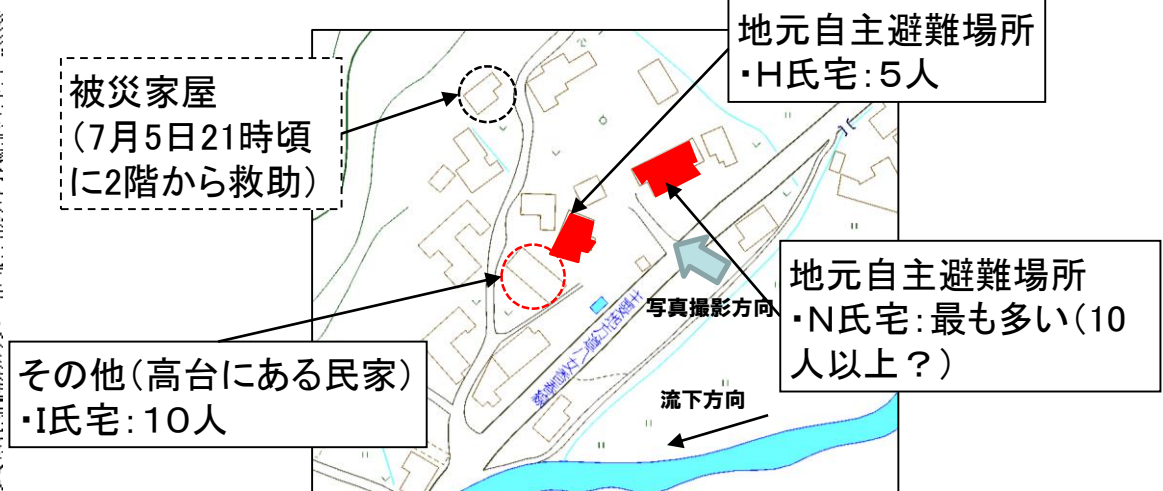 被災家屋
(7月5日21時頃
に2階から救助)
地元自主避難場所
・H氏宅:5人
地元自主避難場所
・N氏宅:最も多い(10
人以上?)
写真撮影方向
その他(高台にある民家)
・I氏宅:10人
流下方向